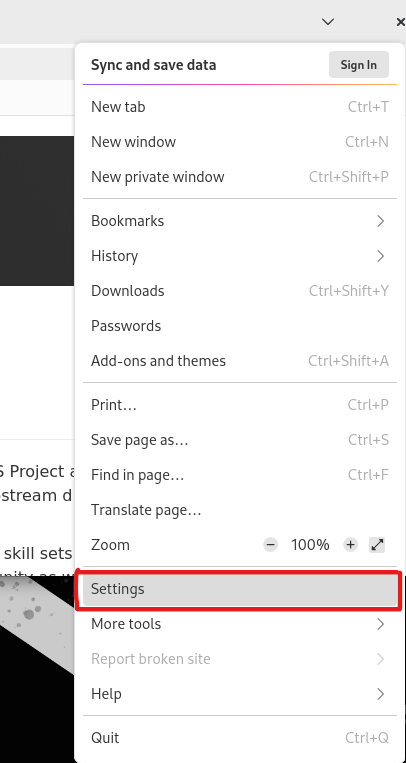 Sync and save data Sign In
New tab Ctrl+T
New window Ctrl+N
New private window Ctrl+Shift+P
Bookmarks
History
Downloads Ctrl+Shift+Y
Passwords
Add-ons and themes Ctrl+Shift+A
Print… Ctrl+P
Save page as… Ctrl+S
S Project
Find in page… Ctrl+F
stream d
Translate page…
Zoom 100%
skill sets
Settings
More tools
Report broken site
Help
Quit Ctrl+Q